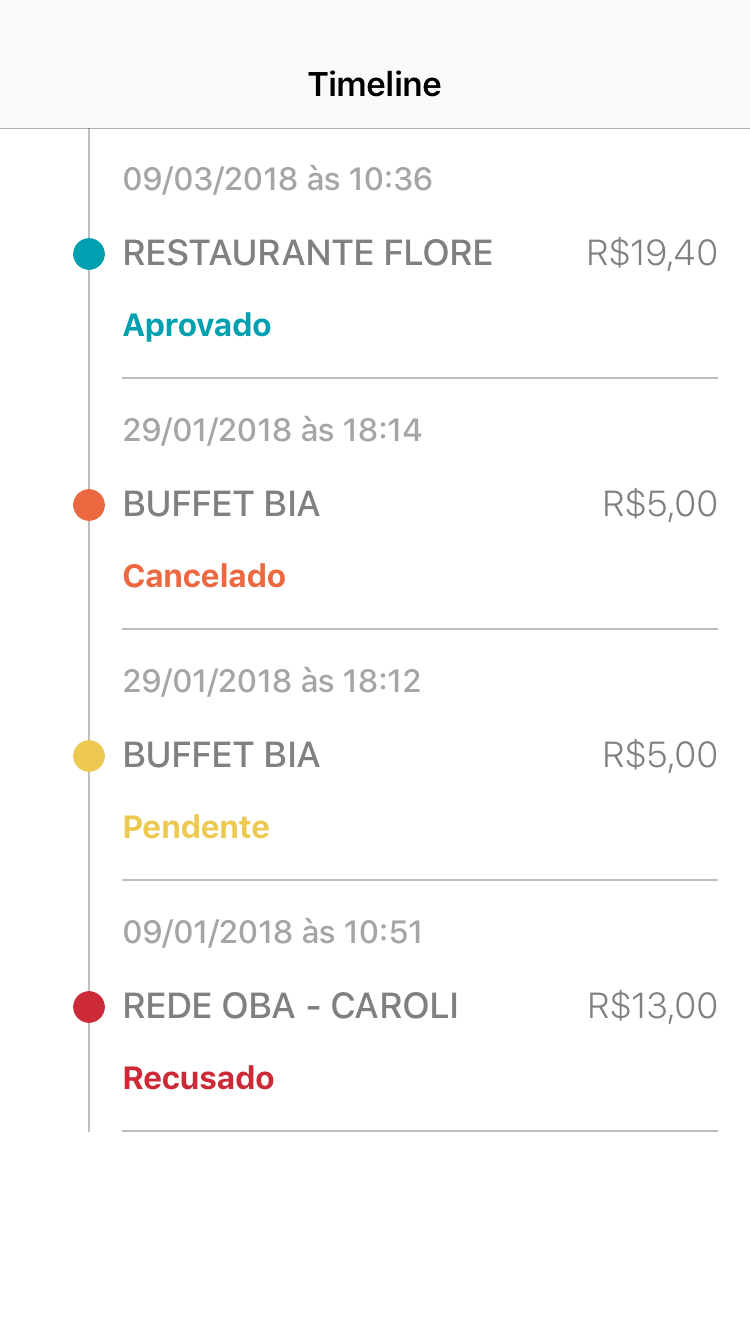 Timeline
09/03/2018 às 10:36
RESTAURANTE FLORE R$19,40
Aprovado
29/01/2018 às 18:14
BUFFET BIA R$5,00
Cancelado
29/01/2018 às 18:12
BUFFET BIA R$5,00
Pendente
09/01/2018 às 10:51
REDE OBA - CAROLI R$13,00
Recusado